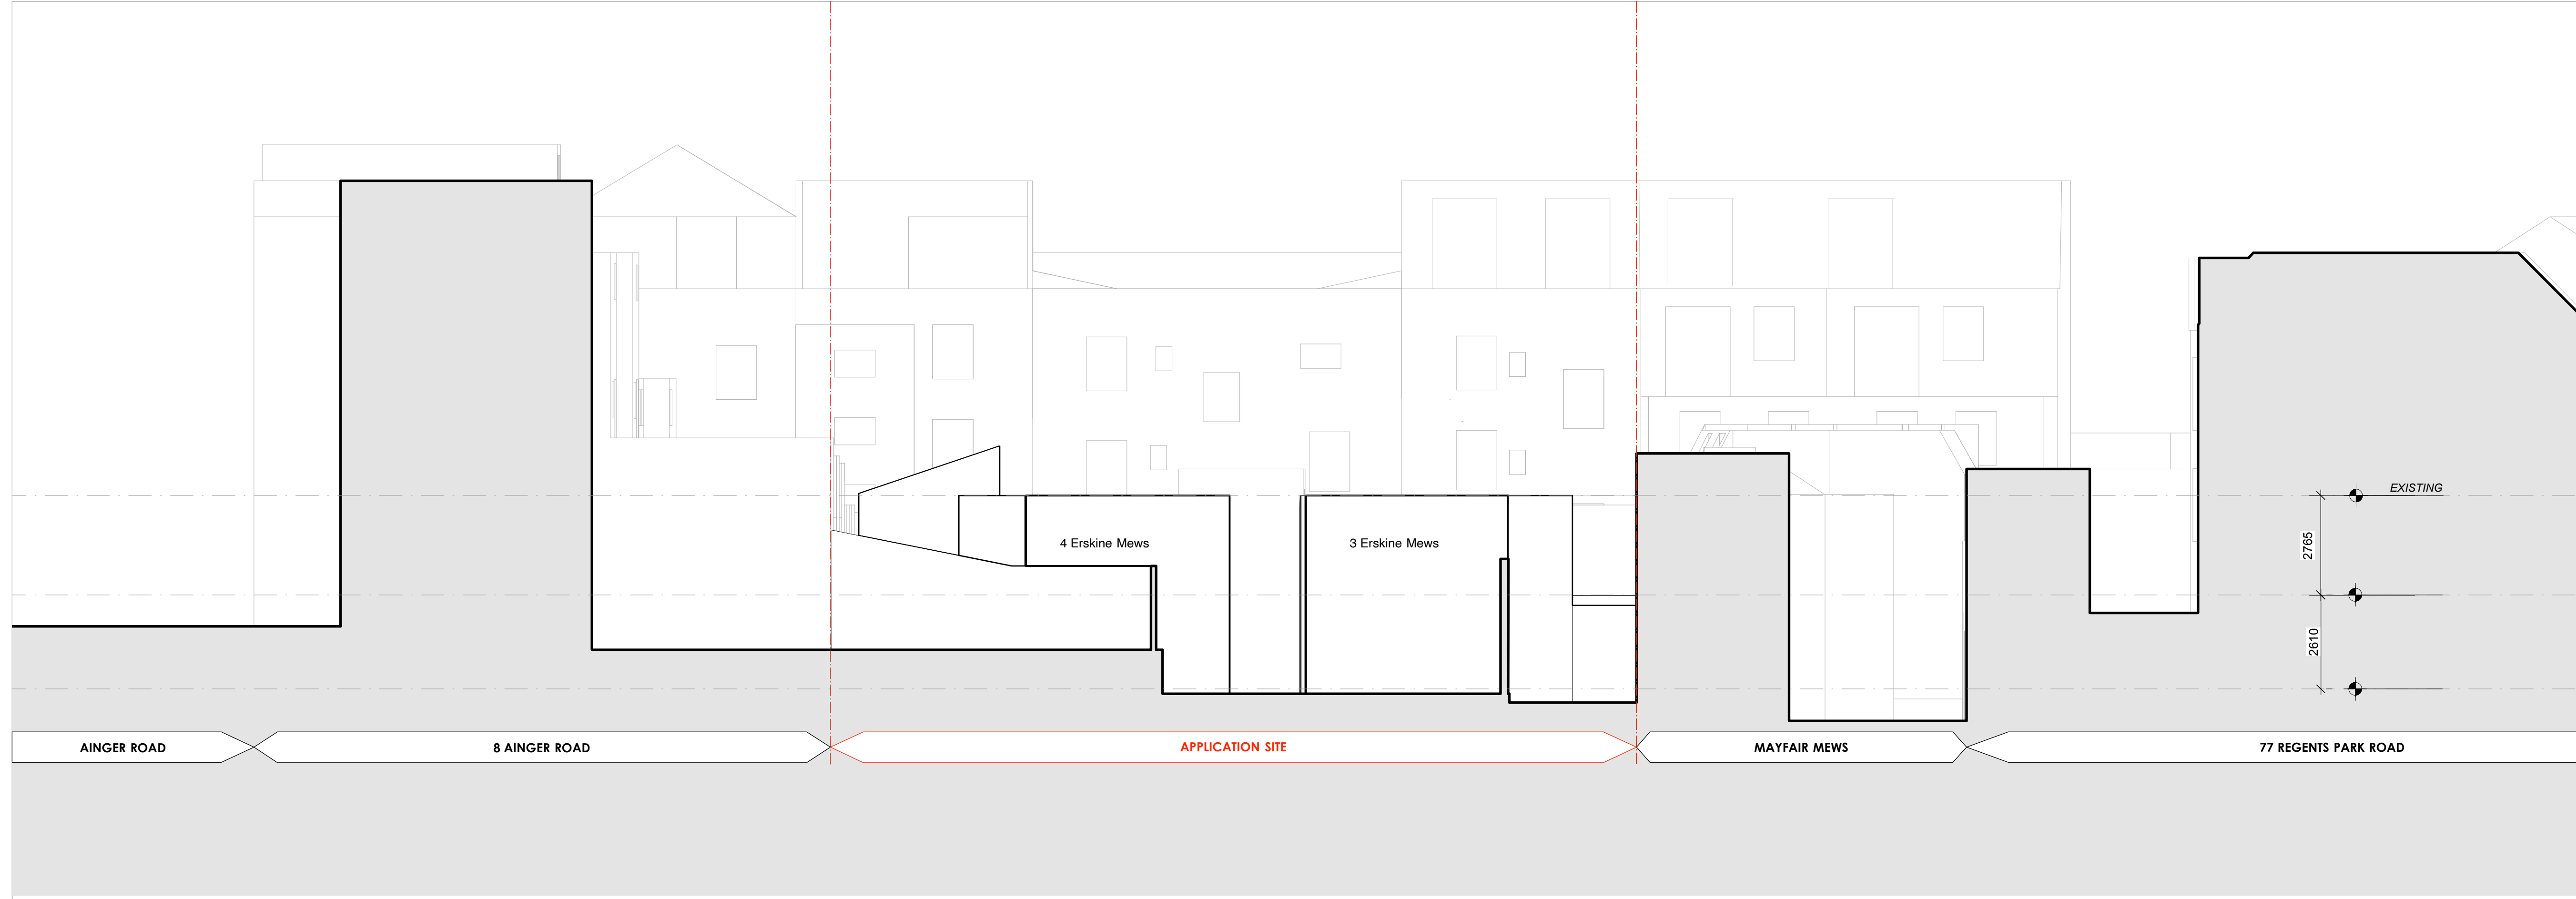 EXISTING
4 Erskine Mews
3 Erskine Mews
2765
2610
AINGER ROAD
8 AINGER ROAD
APPLICATION SITE
MAYFAIR MEWS
77 REGENTS PARK ROAD